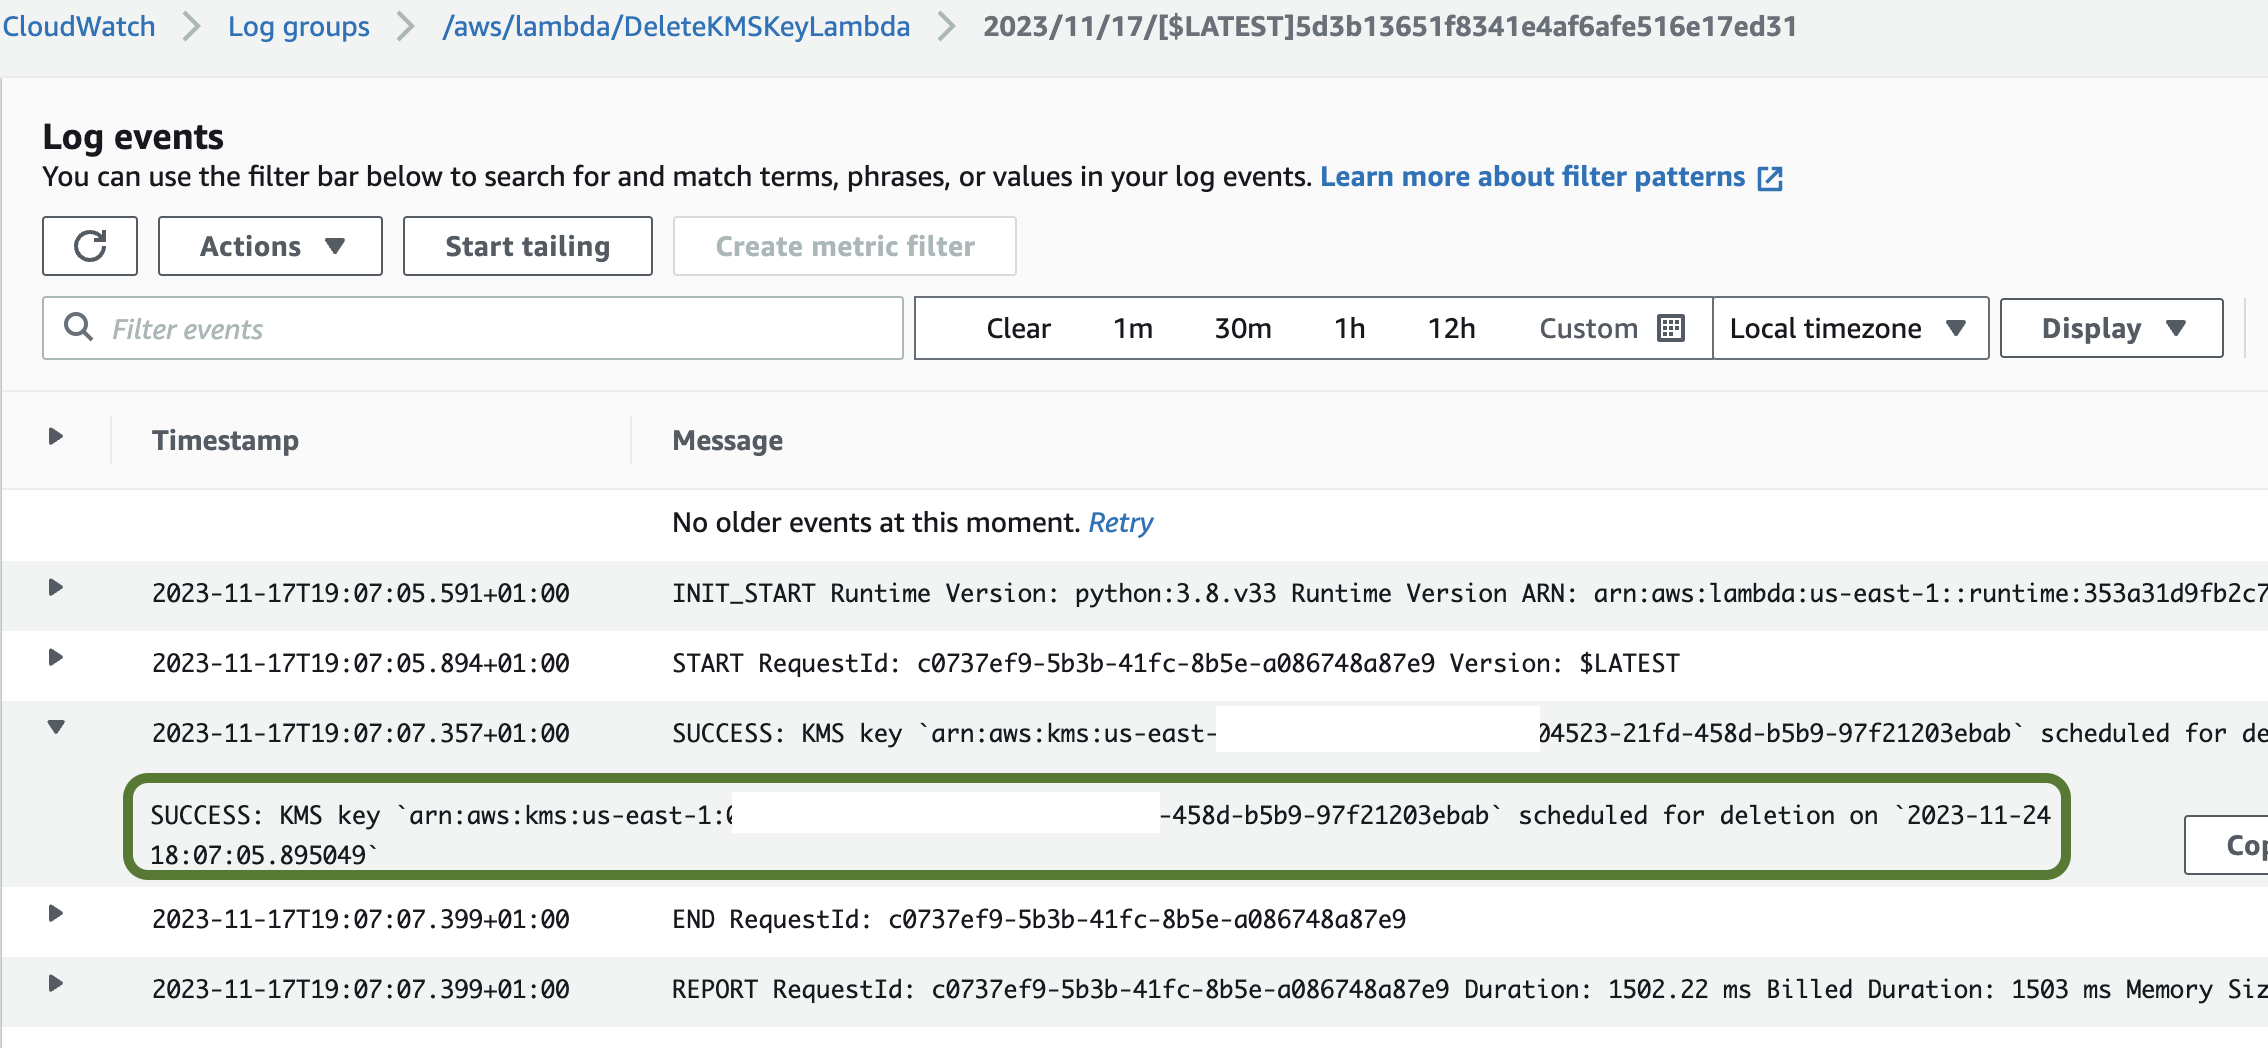 CloudWatch > Log groups > /aws/lambda/DeleteKMSKeyLambda > 2023/11/17/[$LATEST]5d3b13651f8341e4af6afe516e17ed31
Log events
You can use the filter bar below to search for and match terms, phrases, or values in your log events. Learn more about filter patterns
Actions Start tailing Create metric filter
Filter events Clear 1m 30m 1h 12h Custom Local timezone Display
Timestamp Message
No older events at this moment. Retry
2023-11-17T19:07:05.591+01:00 INIT_START Runtime Version: python:3.8.v33 Runtime Version ARN: arn:aws:lambda:us-east-1::runtime:353a31d9fb2c7
2023-11-17T19:07:05.894+01:00 START RequestId: c0737ef9-5b3b-41fc-8b5e-a086748a87e9 Version: $LATEST
2023-11-17T19:07:07.357+01:00 SUCCESS: KMS key `arn:aws:kms:us-east- 04523-21fd-458d-b5b9-97f21203ebab` scheduled for de
SUCCESS: KMS key `arn:aws:kms:us-east-1: -458d-b5b9-97f21203ebab` scheduled for deletion on `2023-11-24
18:07:05.895049`
Cop
2023-11-17T19:07:07.399+01:00 END RequestId: c0737ef9-5b3b-41fc-8b5e-a086748a87e9
2023-11-17T19:07:07.399+01:00 REPORT RequestId: c0737ef9-5b3b-41fc-8b5e-a086748a87e9 Duration: 1502.22 ms Billed Duration: 1503 ms Memory Siz